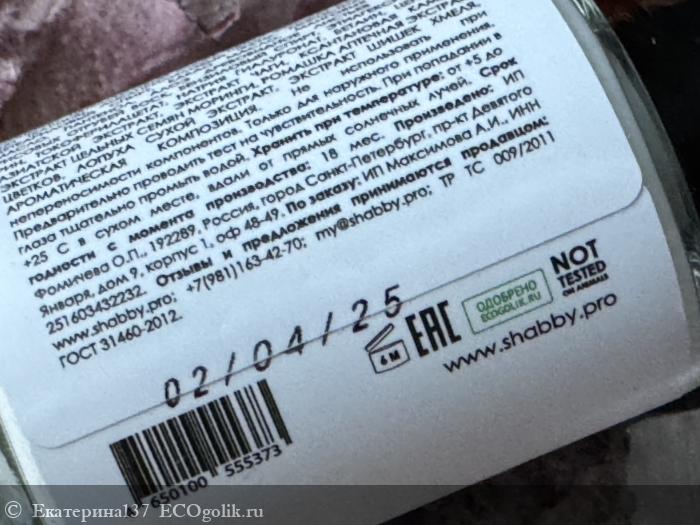 ЦВЕТОВ, ЛОПУХА СУХОЙ ЭКСТРАКТ, ЭКСТРАКТ ШИШЕК ХМЕЛЯ
АРОМАТИЧЕСКАЯ КОМПОЗИЦИЯ. Не использовать при
непереносимости компонентов. Только для наружного применения.
Предварительно проводить тест на чувствительность. При попадании в
глаза тщательно промыть водой. Хранить при температуре: от +5 до
+25 С в сухом месте, вдали от прямых солнечных лучей. Срок
годности с момента производства: 18 мес. Произведено: ИП
Фомичева О.П., 192289, Россия, город Санкт-Петербург, пр-кт Девятого
Января, дом 9, корпус 1, оф 48-49. По заказу: ИП Максимова А.И., ИНН
251603432232. Отзывы и предложения принимаются продавцом:
www.shabby.pro; +7(981)163-42-70; my@shabby.pro; ТР ТС 009/2011
ГОСТ 31460-2012.
02/04/25
6 М
EAC
ОДОБРЕНО
ECOGOLIK.RU
NOT
TESTED
ON ANIMALS
www.shabby.pro
650100 555373
© Екатерина137 ECOgolik.ru